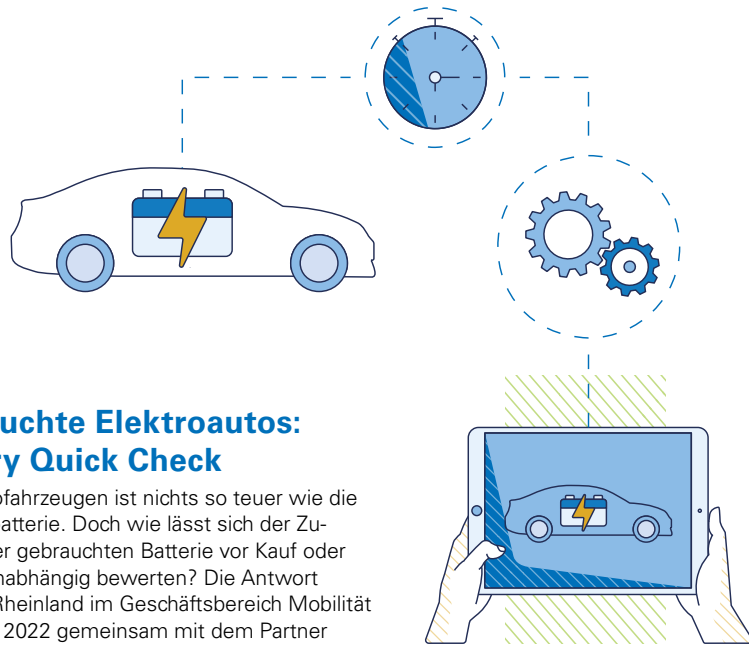 uchte Elektroautos:
ry Quick Check
ofahrzeugen ist nichts so teuer wie die
atterie. Doch wie lässt sich der Zu-
er gebrauchten Batterie vor Kauf oder
nabhängig bewerten? Die Antwort
Rheinland im Geschäftsbereich Mobilität
2022 gemeinsam mit dem Partner